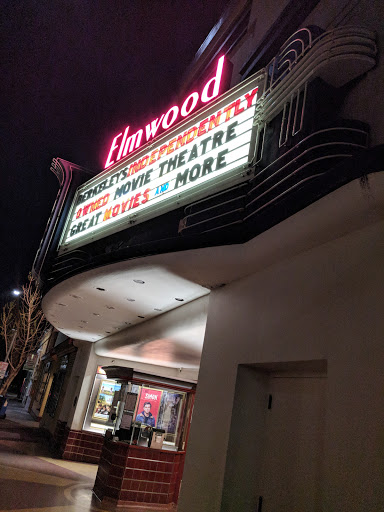 Elmwood
BERKELEY'S INDEPENDENTLY
OWNED MOVIE THEATRE
GREAT MOVIES AND MORE